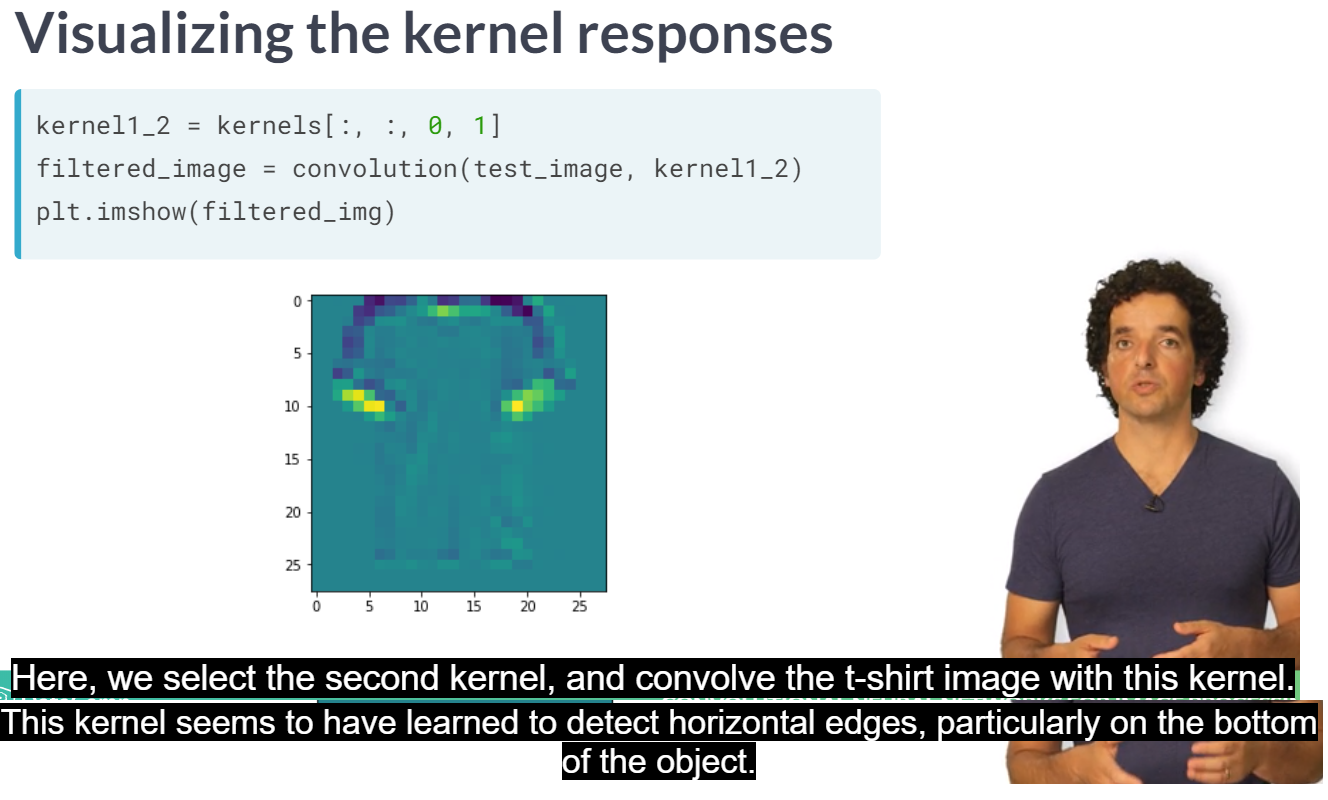 Visualizing the kernel responses
kernel1_2 = kernels[:, :, 0, 1]
filtered_image = convolution(test_image, kernel1_2)
plt.imshow(filtered_img)
0
5
10
15
20
25
0 5 10 15 20 25
Here, we select the second kernel, and convolve the t-shirt image with this kernel.
This kernel seems to have learned to detect horizontal edges, particularly on the bottom
of the object.